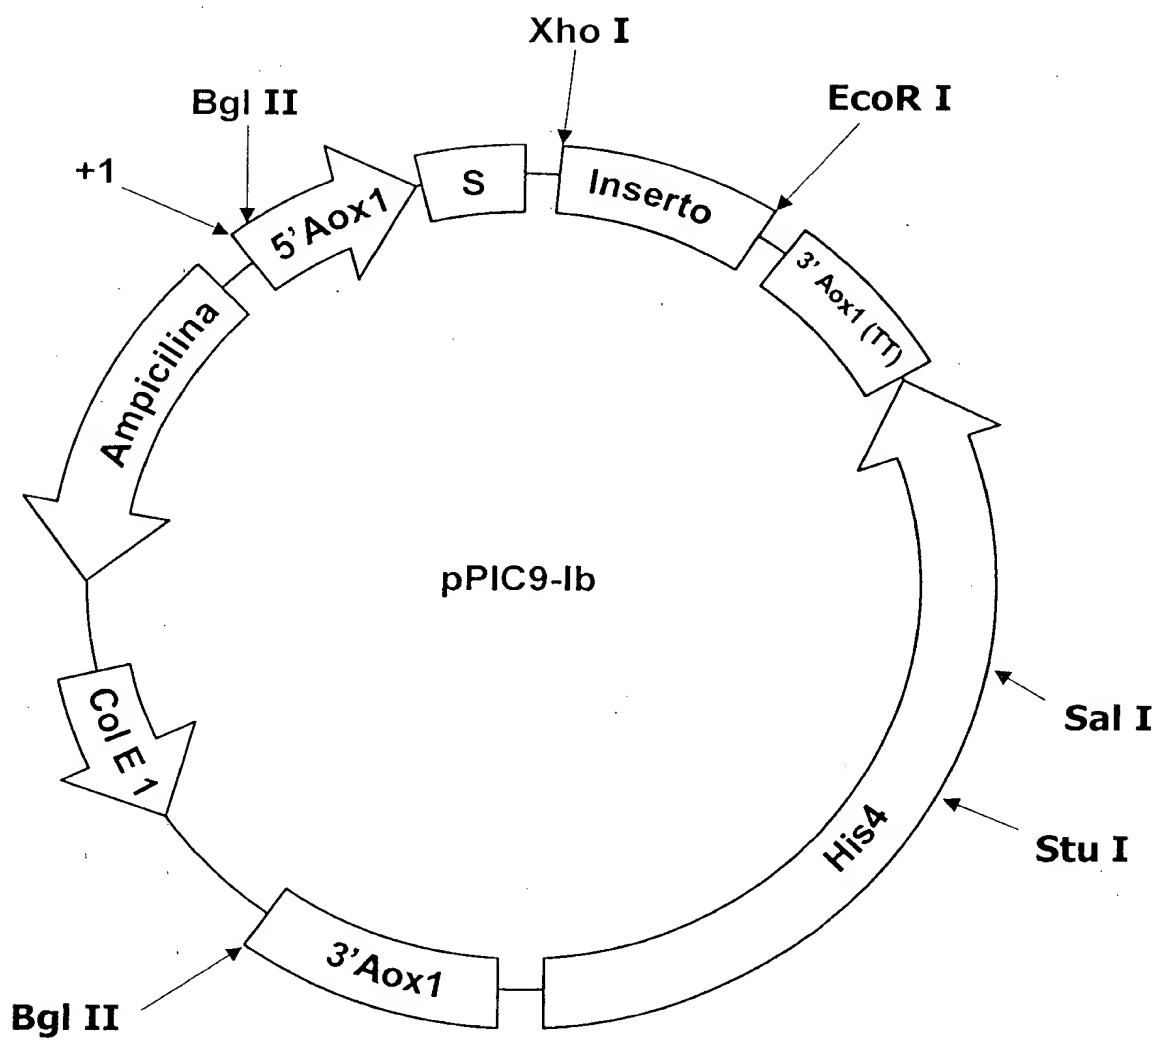 Xho I
Bgl II
EcoR I
+1
5'Aox1
S
Inserto
3' Aox1 (TT)
Ampicilina
pPIC9-Ib
Col E 1
Sal I
His4
Stu I
3'Aox1
Bgl II